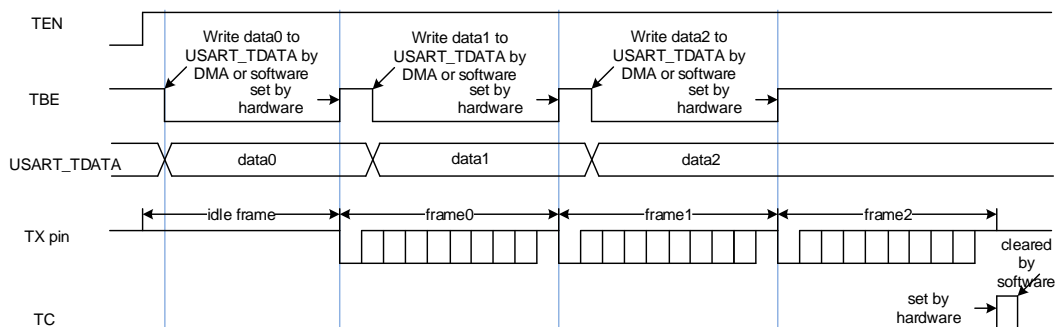 TEN
Write data0 to
USART_TDATA by
DMA or software
Write data1 to
USART_TDATA by
DMA or software
Write data2 to
USART_TDATA by
DMA or software
TBE
set by
hardware
set by
hardware
set by
hardware
USART_TDATA
data0
data1
data2
idle frame
frame0
frame1
frame2
TX pin
cleared
by
software
set by
hardware
TC